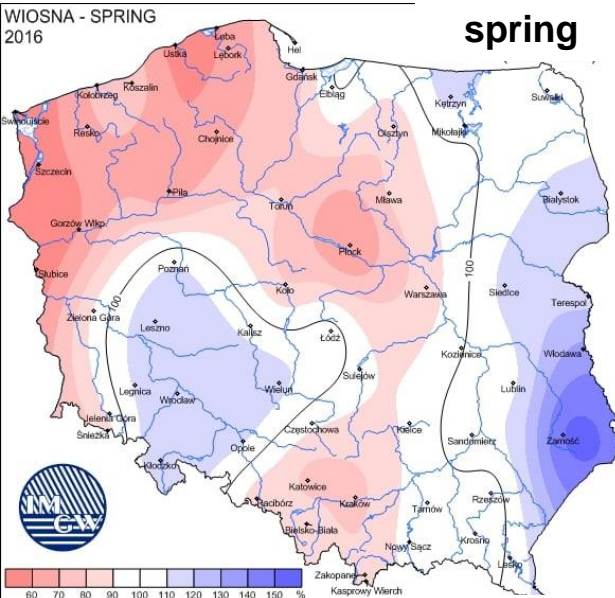 WIOSNA - SPRING
2016
spring
Łeba
Hel
Ustka
Lębork
Gdańsk
Koszalin
Kołobrzeg
Elbląg
Kętrzyn
Suwałki
Świnoujście
Resko
Chojnice
Olsztyn
Mikołajki
Szczecin
Piła
Toruń
Mława
Białystok
Gorzów Wlkp.
Płock
Słubice
Poznań
Koło
Warszawa
Siedlce
Terespol
100
100
Zielona Góra
Leszno
Kalisz
Łódź
Kozienice
Włodawa
Sulejów
Legnica
Wrocław
Wieluń
Lublin
Jelenia Góra
Śnieżka
Opole
Częstochowa
Kielce
Sandomierz
Zamość
Kłodzko
Katowice
Racibórz
Kraków
Tarnów
Rzeszów
Bielsko-Biała
Nowy Sącz
Krosno
Lesko
Zakopane
Kasprowy Wierch
IM
GW
60 70 80 90 100 110 120 130 140 150 %